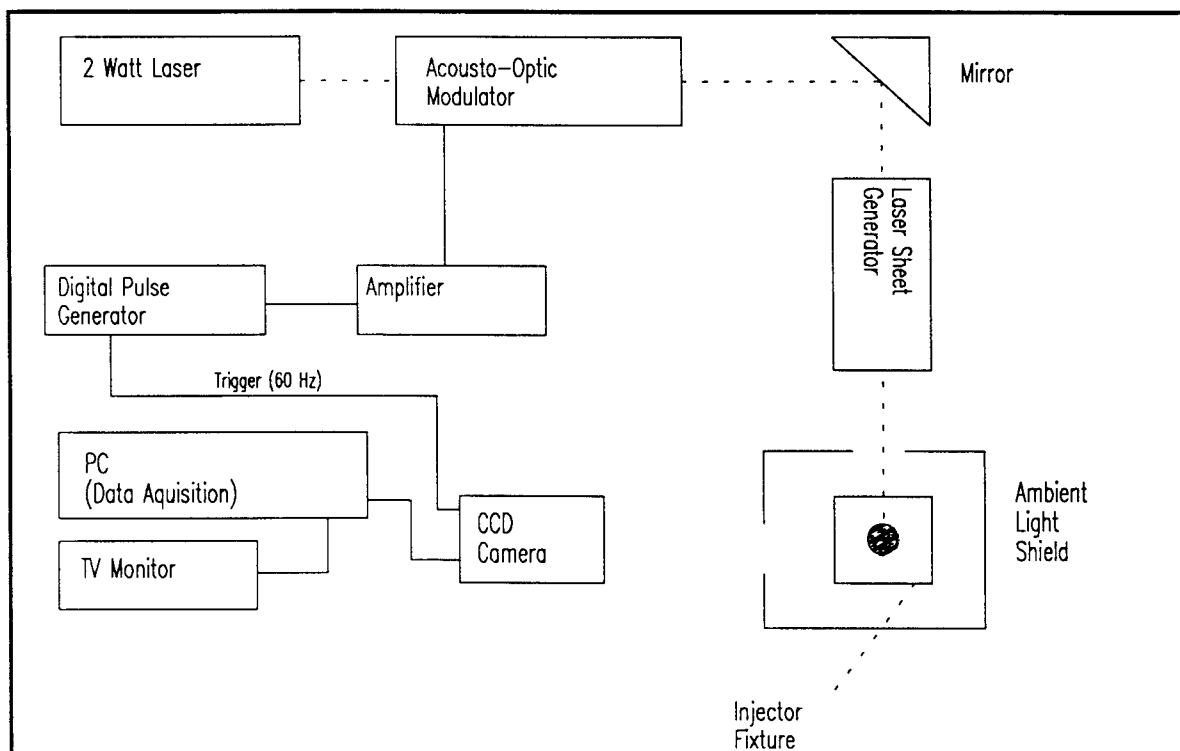 2 Watt Laser
Acousto-Optic
Modulator
Mirror
Laser Sheet
Generator
Digital Pulse
Generator
Amplifier
Trigger (60 Hz)
PC
(Data Aquisition)
CCD
Camera
TV Monitor
Ambient
Light
Shield
Injector
Fixture